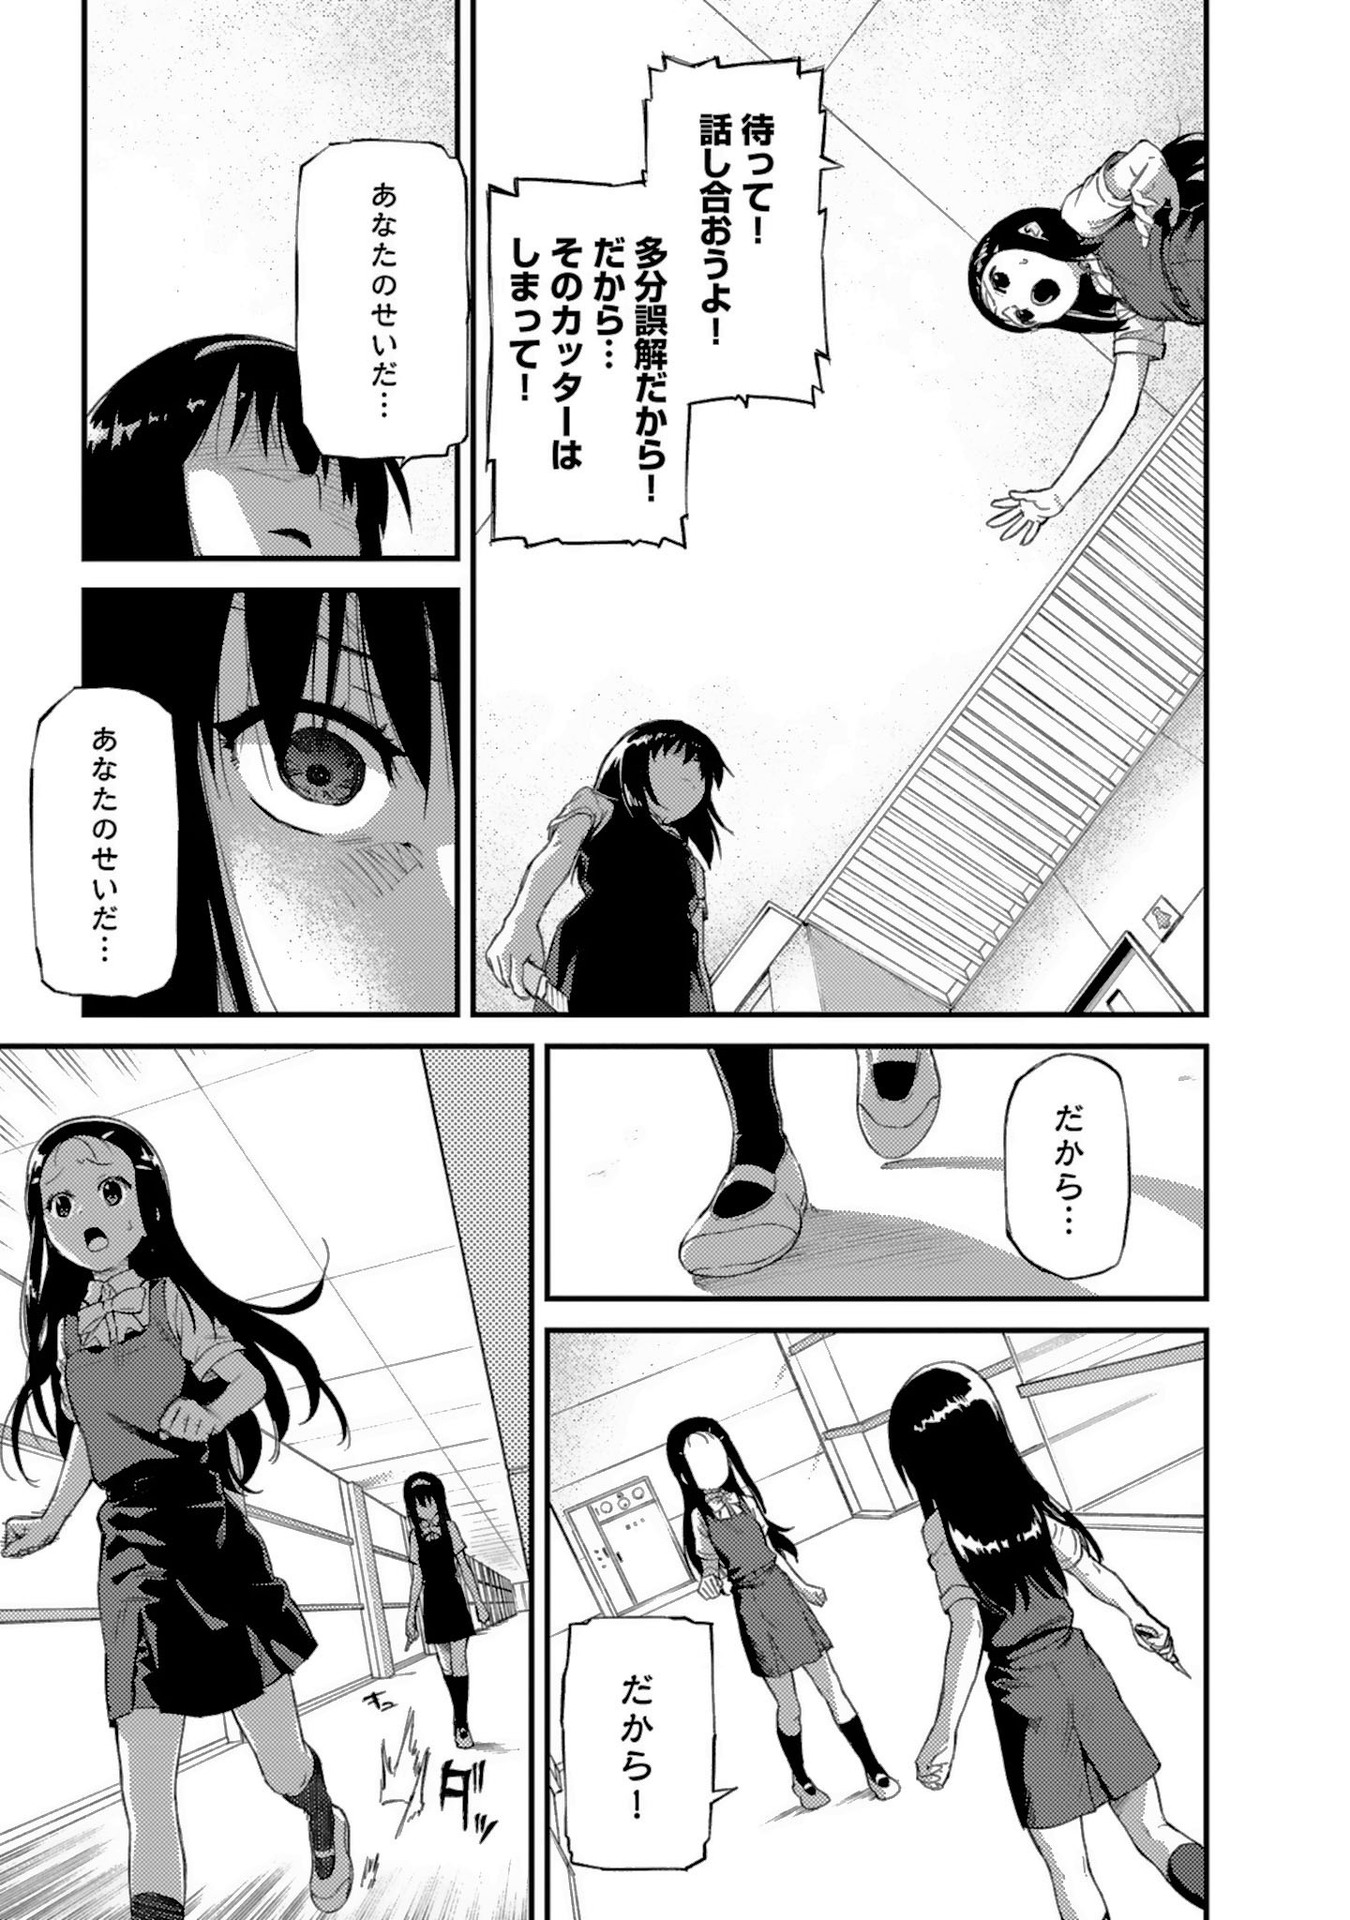 待って!
話し合おうよ!
多分誤解だから!
だから…
そのカッターは
しまって!
あなたのせいだ…
あなたのせいだ…
だから…
だから!
ダッ